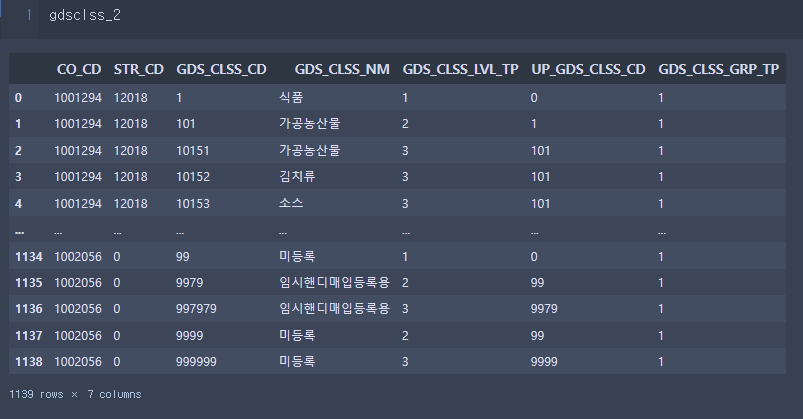 1 gdsclss_2
CO_CD STR_CD GDS_CLSS_CD GDS_CLSS_NM GDS_CLSS_LVL_TP UP_GDS_CLSS_CD GDS_CLSS_GRP_TP
0 1001294 12018 1 식품 1 0 1
1 1001294 12018 101 가공농산물 2 1 1
2 1001294 12018 10151 가공농산물 3 101 1
3 1001294 12018 10152 김치류 3 101 1
4 1001294 12018 10153 소스 3 101 1
... ... ... ... ... ... ... ...
1134 1002056 0 99 미등록 1 0 1
1135 1002056 0 9979 임시핸디매입등록용 2 99 1
1136 1002056 0 997979 임시핸디매입등록용 3 9979 1
1137 1002056 0 9999 미등록 2 99 1
1138 1002056 0 999999 미등록 3 9999 1
1139 rows × 7 columns